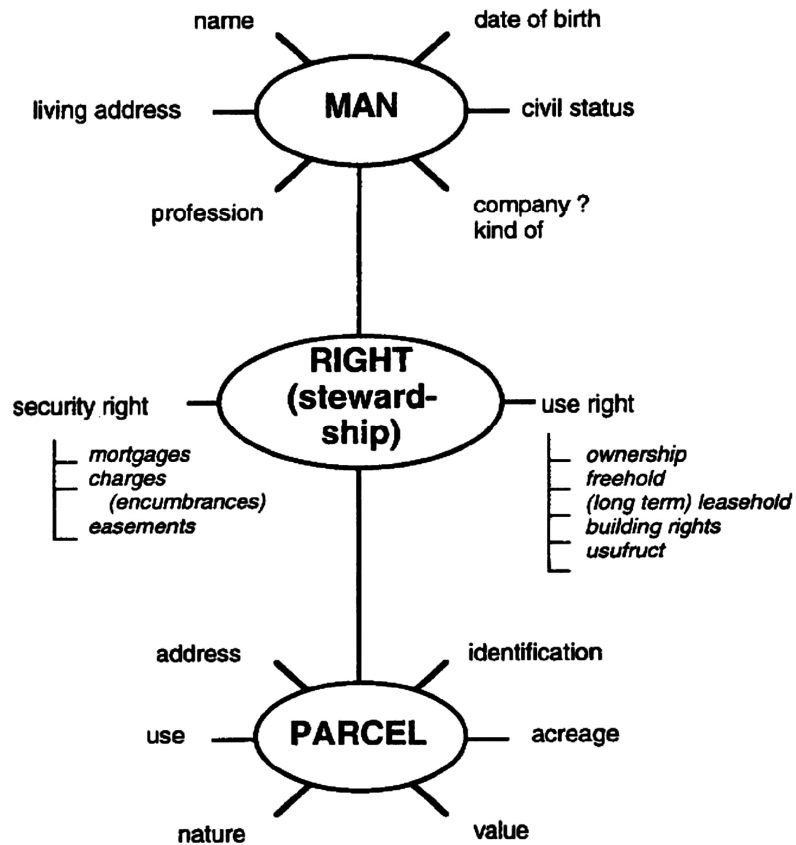 name
date of birth
MAN
living address
civil status
profession
company ?
kind of
RIGHT
(steward-
ship)
security right
use right
mortgages
charges
(encumbrances)
easements
ownership
freehold
(long term) leasehold
building rights
usufruct
address
identification
PARCEL
use
acreage
nature
value